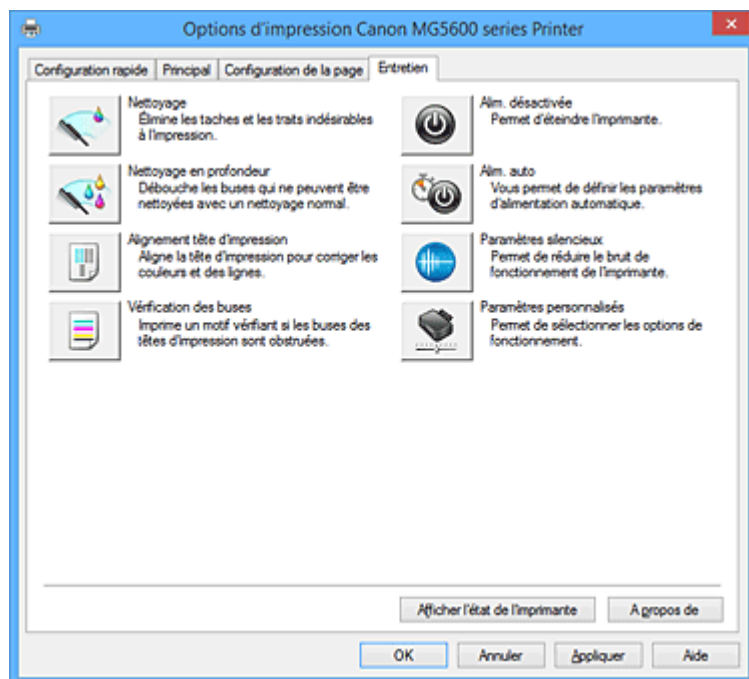 Options d'impression Canon MG5600 series Printer
Configuration rapide
Principal
Configuration de la page
Entretien
Nettoyage
Élimine les taches et les traits indésirables
à l'impression.
Nettoyage en profondeur
Débouche les buses qui ne peuvent être
nettoyées avec un nettoyage normal.
Alignement tête d'impression
Aligne la tête d'impression pour corriger les
couleurs et des lignes.
Vérification des buses
Imprime un motif vérifiant si les buses des
têtes d'impression sont obstruées.
Alim. désactivée
Permet d'éteindre l'imprimante.
Alim. auto
Vous permet de définir les paramètres
d'alimentation automatique.
Paramètres silencieux
Permet de réduire le bruit de
fonctionnement de l'imprimante.
Paramètres personnalisés
Permet de sélectionner les options de
fonctionnement.
Afficher l'état de l'imprimante
A propos de
OK
Annuler
Appliquer
Aide